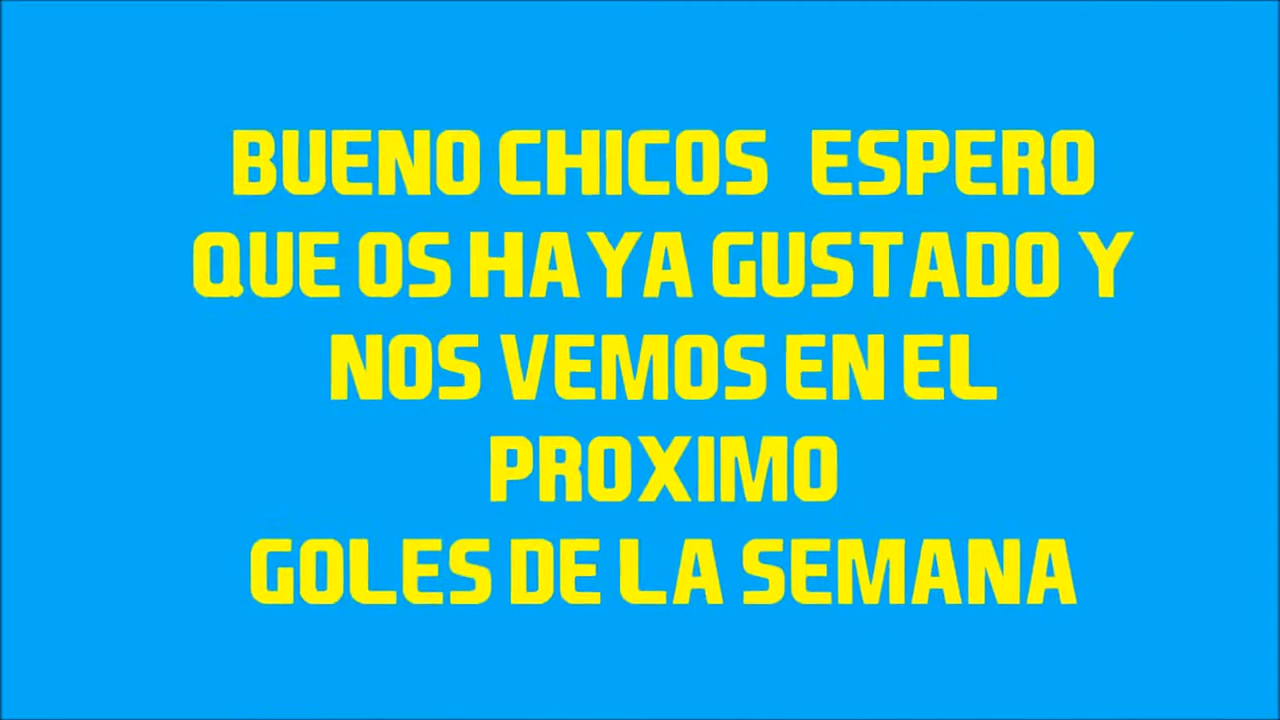 BUENO CHICOS ESPERO
QUE OS HAYA GUSTADO Y
NOS VEMOS EN EL
PROXIMO
GOLES DE LA SEMANA